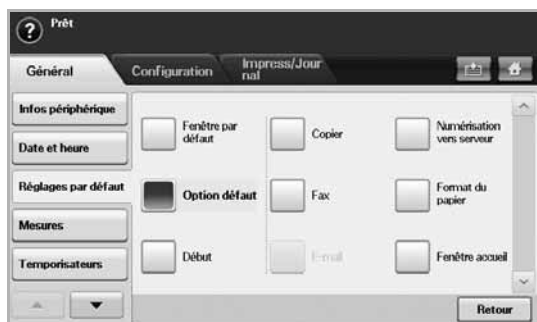 ? Prêt
Général
Configuration
Impress/Jour
nal
Infos périphérique
Date et heure
Réglages par défaut
Mesures
Temporisateurs
Fenêtre par
défaut
Copier
Numérisation
vers serveur
Option défaut
Fax
Format du
papier
Début
E-mail
Fenêtre accueil
Retour